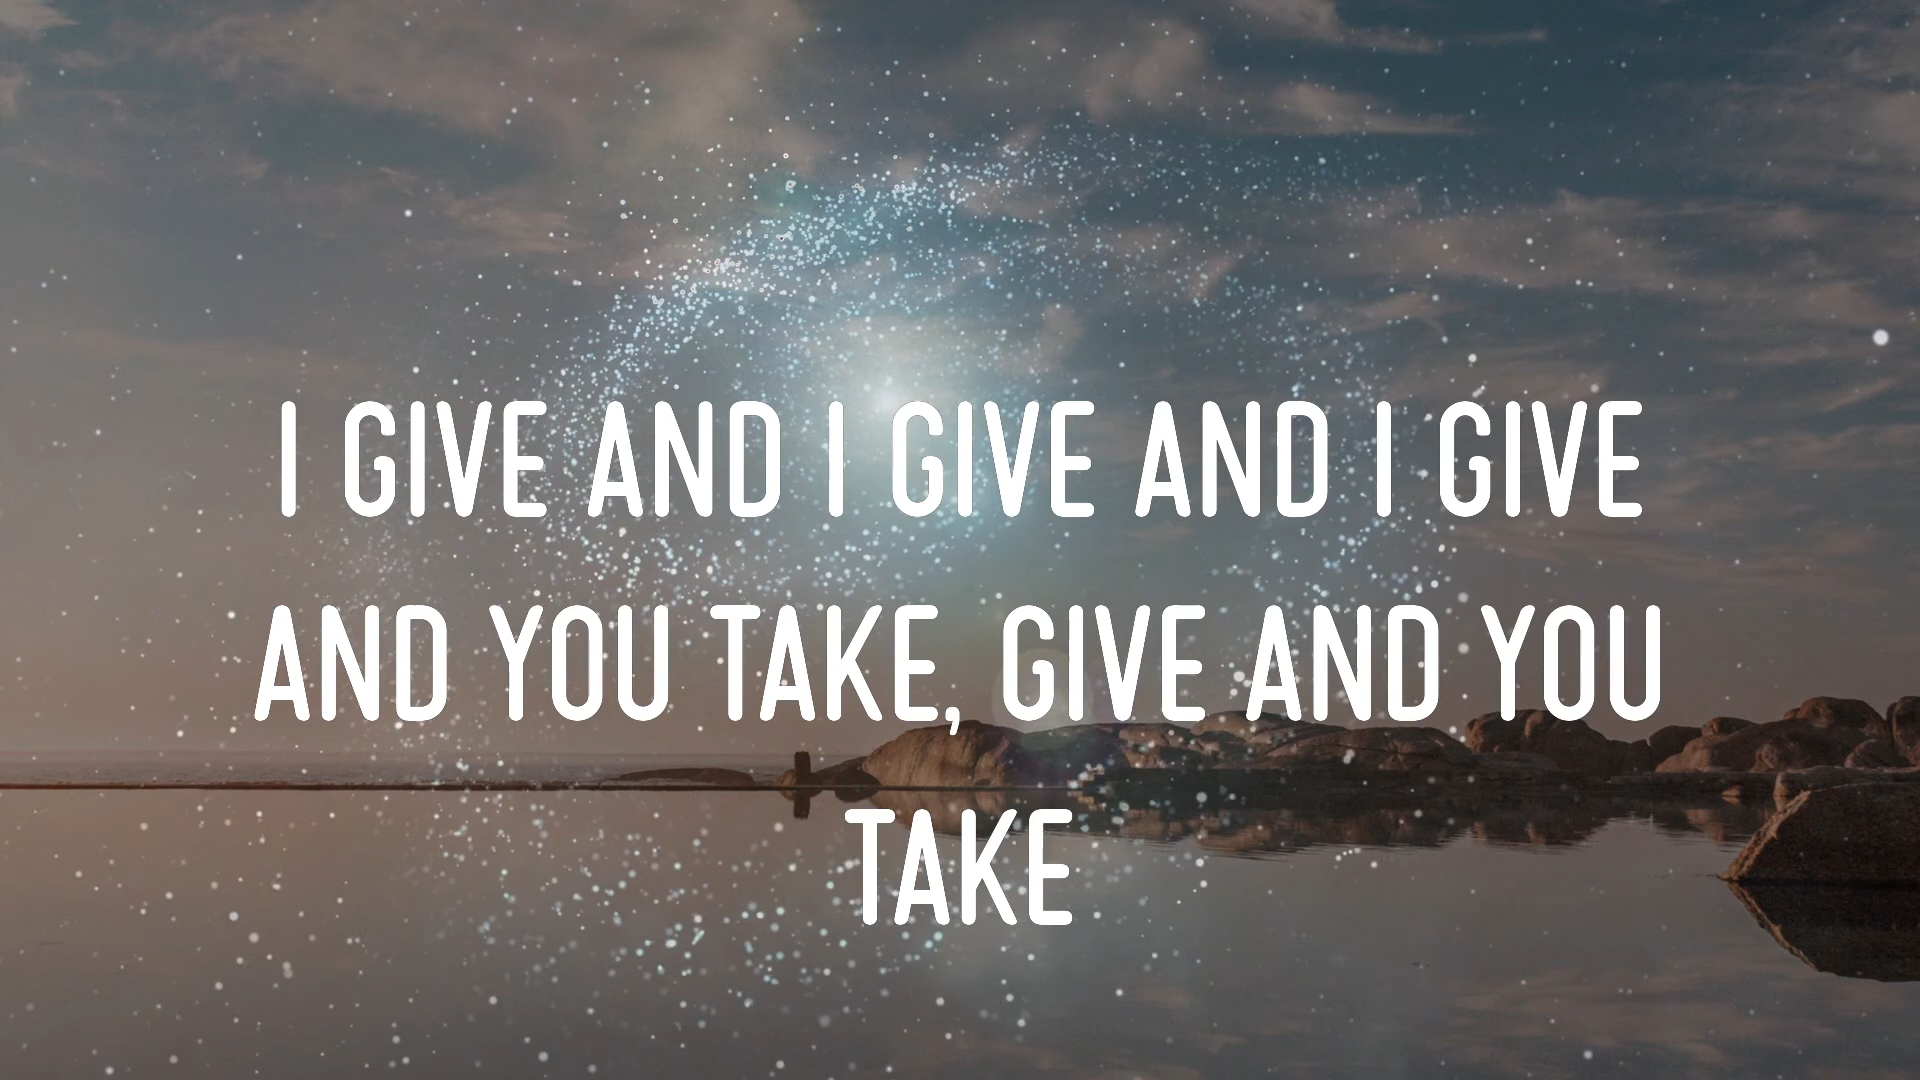 I GIVE AND I GIVE AND I GIVE
AND YOU TAKE, GIVE AND YOU
TAKE